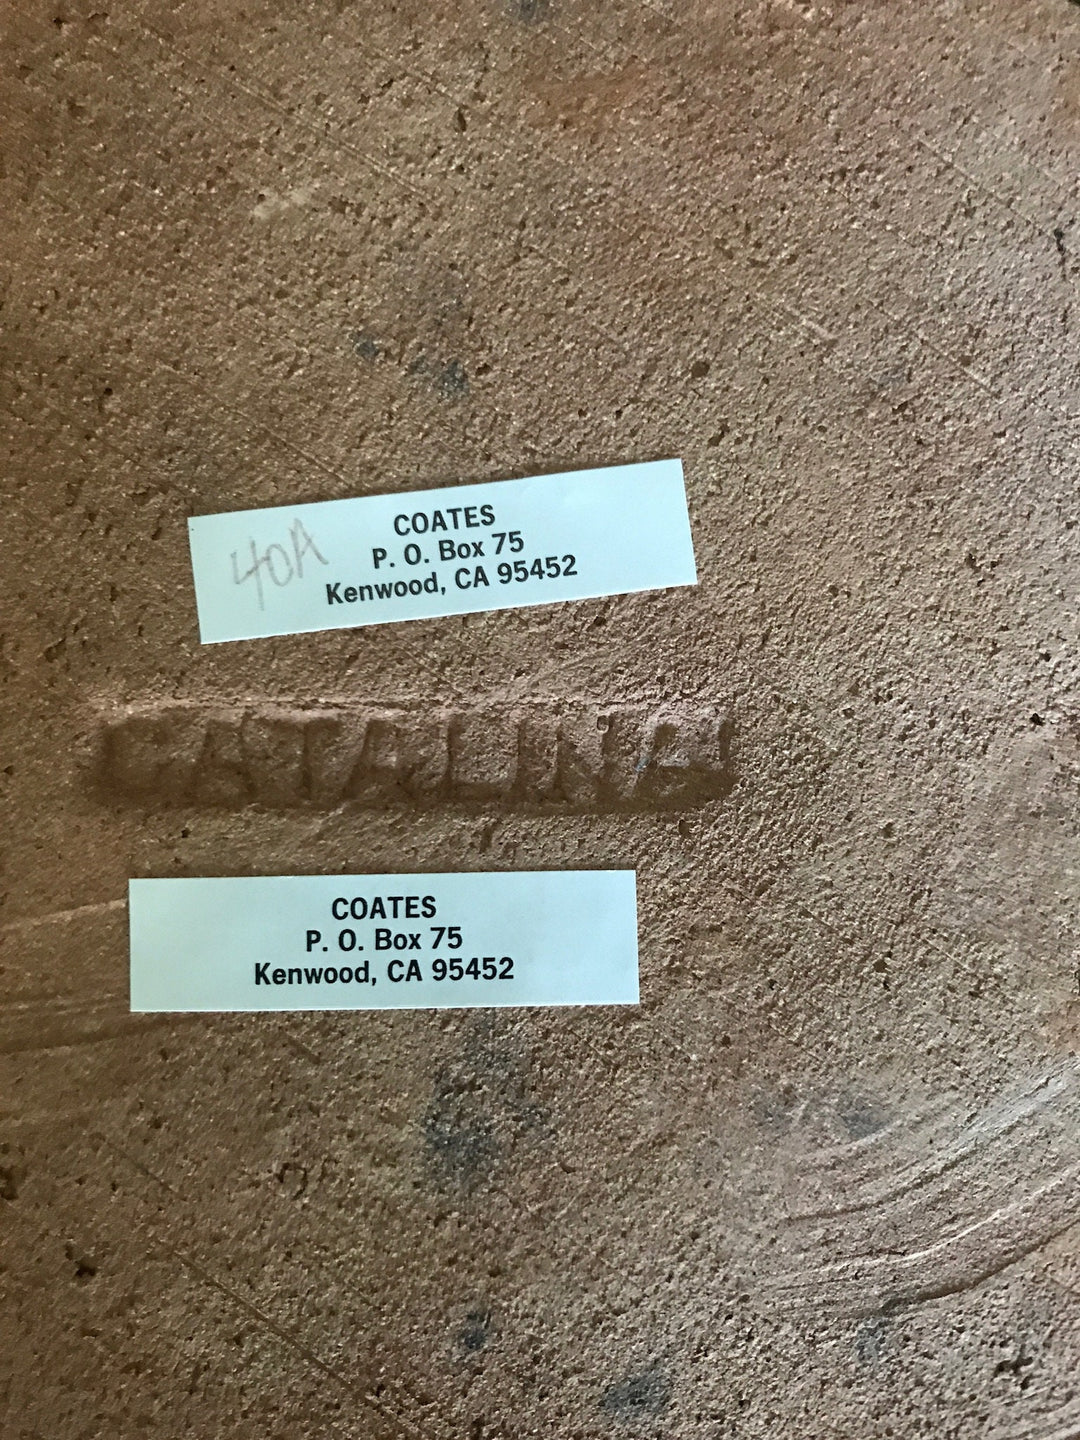 COATES
40A P. O. Box 75
Kenwood, CA 95452
CATALINA
COATES
P. O. Box 75
Kenwood, CA 95452